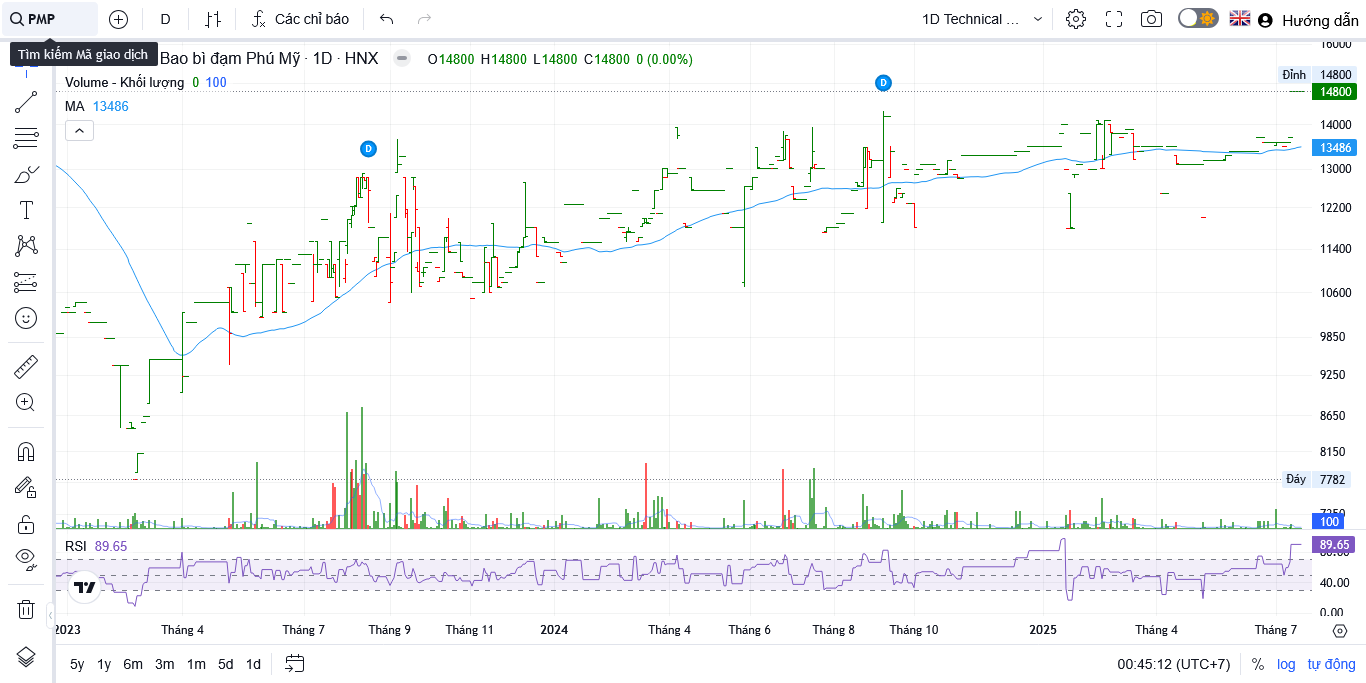 PMP
D
Các chỉ báo
1D Technical ...
Hướng dẫn
Tìm kiếm Mã giao dịch
Bao bì đạm Phú Mỹ · 1D · HNX
O14800 H14800 L14800 C14800 0 (0.00%)
Volume - Khối lượng 0 100
MA 13486
D
D
16000
Đỉnh 14800
14800
14000
13486
13000
12200
11400
10600
9850
9250
8650
8150
Đáy 7782
7250
100
RSI 89.65
89.65
80.00
40.00
0.00
2023 Tháng 4 Tháng 7 Tháng 9 Tháng 11 2024 Tháng 4 Tháng 6 Tháng 8 Tháng 10 2025 Tháng 4 Tháng 7
5y 1y 6m 3m 1m 5d 1d
00:45:12 (UTC+7) % log tự động